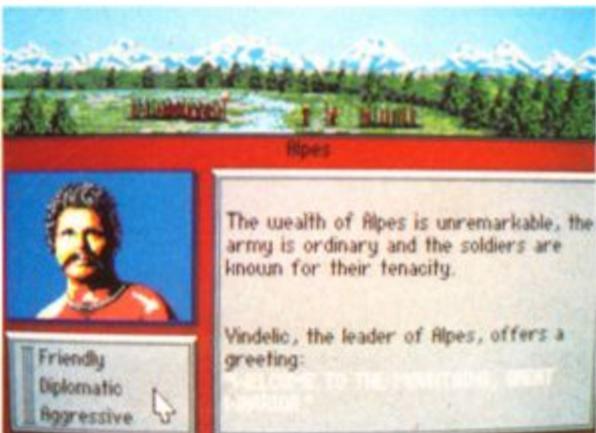 Alpes
The wealth of Alpes is unremarkable, the
army is ordinary and the soldiers are
known for their tenacity.
Vindelic, the leader of Alpes, offers a
greeting:
"WELCOME TO THE MOUNTAINS, GREAT
WARRIOR."
Friendly
Diplomatic
Aggressive